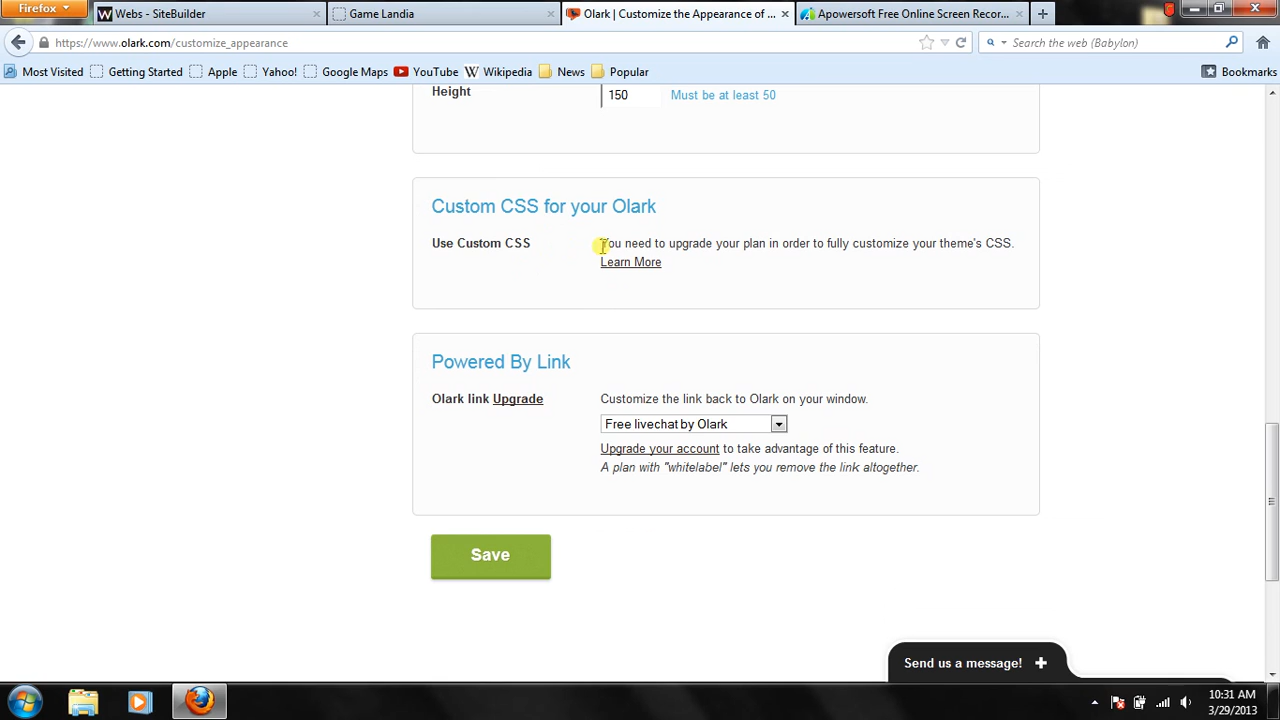 Firefox
Webs - SiteBuilder
Game Landia
Olark | Customize the Appearance of ...
Apowersoft Free Online Screen Recor...
https://www.olark.com/customize_appearance
Search the web (Babylon)
Most Visited
Getting Started
Apple
Yahoo!
Google Maps
YouTube
Wikipedia
News
Popular
Bookmarks
Height
150
Must be at least 50
Custom CSS for your Olark
Use Custom CSS
You need to upgrade your plan in order to fully customize your theme's CSS.
Learn More
Powered By Link
Olark link Upgrade
Customize the link back to Olark on your window.
Free livechat by Olark
Upgrade your account to take advantage of this feature.
A plan with "whitelabel" lets you remove the link altogether.
Save
Send us a message!
10:31 AM
3/29/2013